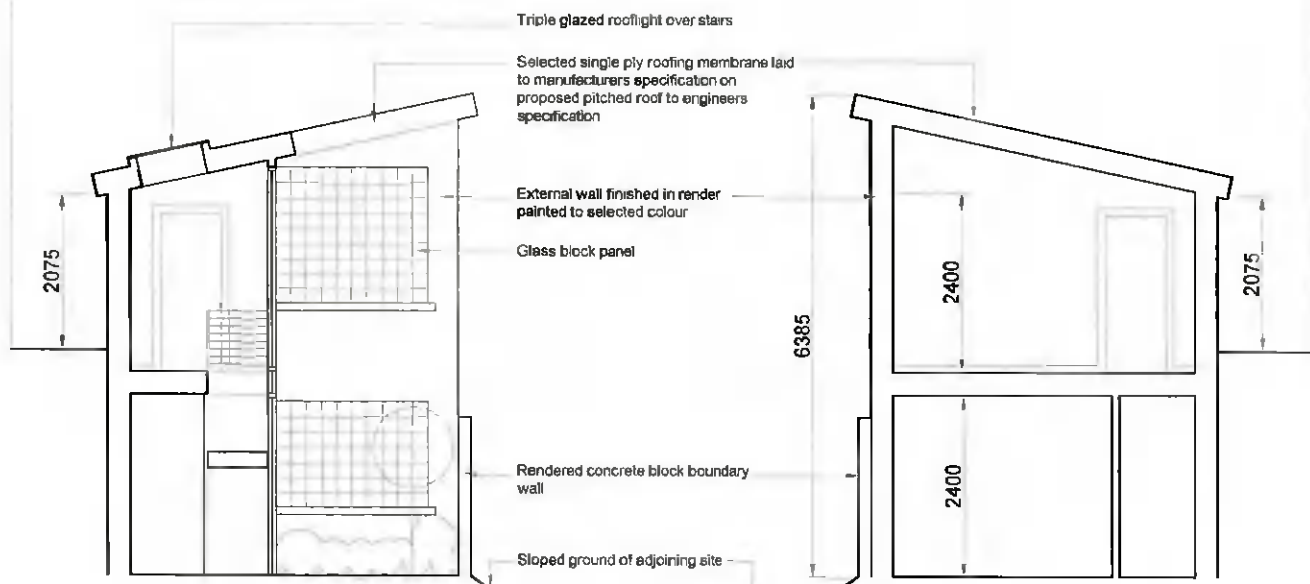 Triple glazed rooflight over stairs
Selected single ply roofing membrane laid
to manufacturers specification on
proposed pitched roof to engineers
specification
External wall finished in render
painted to selected colour
Glass block panel
Rendered concrete block boundary
wall
Sloped ground of adjoining site
2075
6385
2400
2400
2075